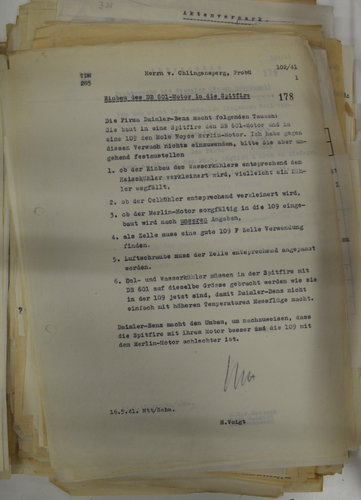 Aktenvermerk
TDM
265
Herrn v. Chlingensperg, Probü
102/41
1
Einbau des DB 601-Motor in die Spitfire
178
Die Firma Daimler-Benz macht folgenden Tausch:
Sie baut in eine Spitfire den DB 601-Motor und in
eine 109 den Rolls Royce Merlin-Motor. Ich habe gegen
diesen Versuch nichts einzuwenden, bitte Sie aber um-
gehend festzustellen
1. ob der Einbau des Wasserkühlers entsprechend dem
verkleinert wird, vielleicht ein Küh-
ler wegfällt.
2. ob der Oelkühler entsprechend verkleinert wird,
3. ob der Merlin-Motor sorgfältig in die 109 einge-
baut wird nach unseren Angaben,
4. als Zelle muss eine gute 109 F Zelle Verwendung
finden.
5. Luftschraube muss der Zelle entsprechend angepasst
werden.
6. Öel- und Wasserkühler müssen in der Spitfire mit
DB 601 auf dieselbe Grösse gebracht werden wie sie
in der 109 jetzt sind, damit Daimler-Benz nicht
einfach mit höheren Temperaturen Messflüge macht.
Daimler-Benz macht den Umbau, um nachzuweisen, dass
die Spitfire mit ihrem Motor besser und die 109 mit
dem Merlin-Motor schlechter ist.
16.5.41. Mtt/Hahn.
H.Voigt